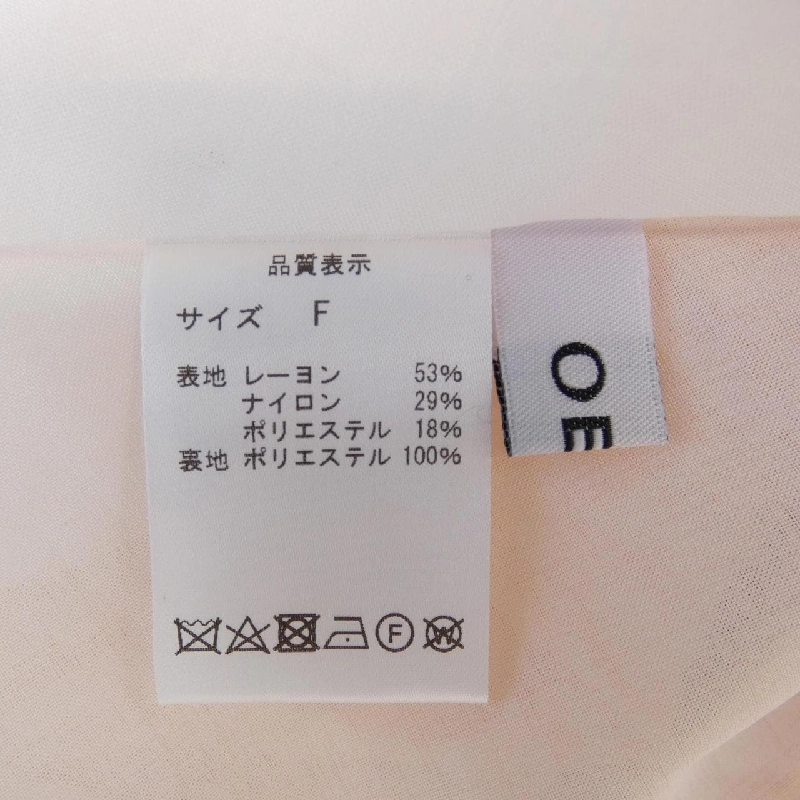 品質表示
サイズ F
表地 レーヨン 53%
ナイロン 29%
ポリエステル 18%
裏地 ポリエステル 100%
F W
OE